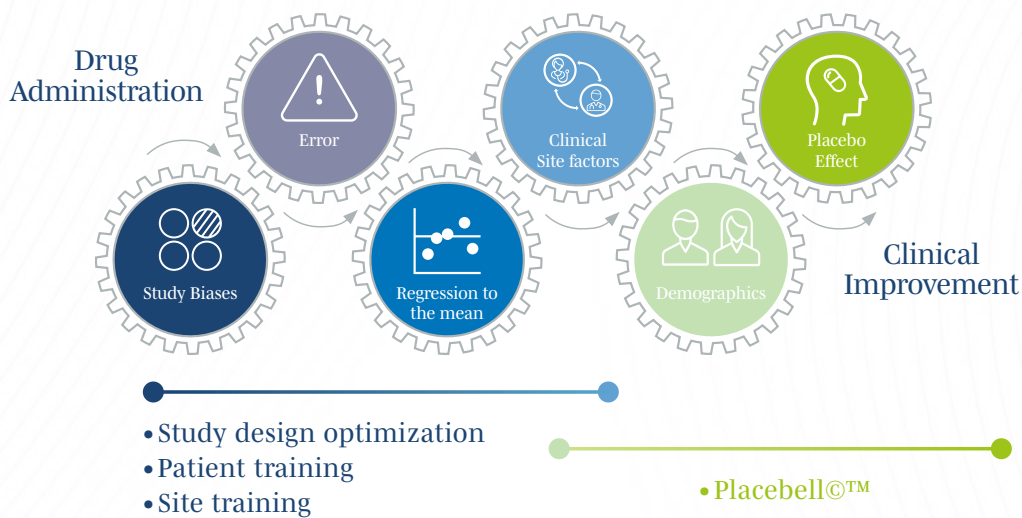 Drug
Administration
Error
Clinical
Site factors
Placebo
Effect
Study Biases
Regression to
the mean
Demographics
Clinical
Improvement
•Study design optimization
•Patient training
•Site training
•Placebell©™